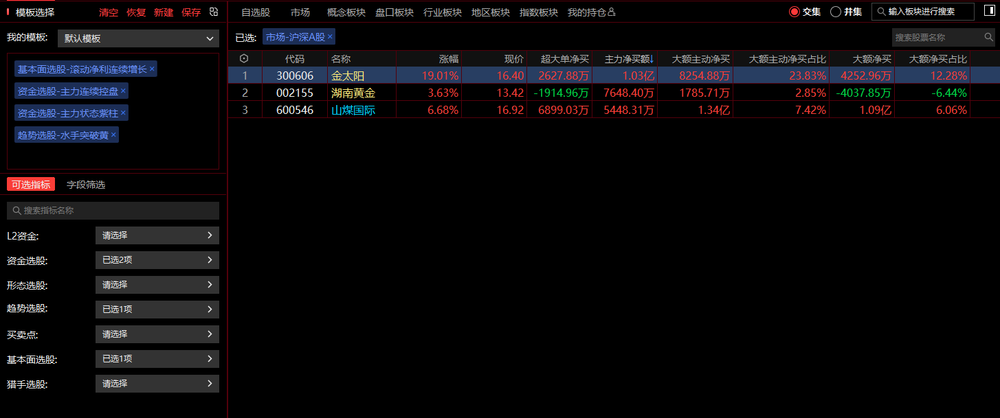 模板选择 清空 恢复 新建 保存
我的模板: 默认模板
基本面选股-滚动净利连续增长×
资金选股-主力连续控盘×
资金选股-主力状态紫柱×
趋势选股-水手突破黄×
可选指标 字段筛选
搜索指标名称
L2资金: 请选择
资金选股: 已选2项
形态选股: 请选择
趋势选股: 已选1项
买卖点: 请选择
基本面选股: 已选1项
猎手选股: 请选择
自选股 市场 概念板块 盘口板块 行业板块 地区板块 指数板块 我的持仓 交集 并集 输入板块进行搜索
已选: 市场-沪深A股× 搜索股票名称
代码 名称 涨幅 现价 超大单净买 主力净买额↓ 大额主动净买 大额主动净买占比 大额净买 大额净买占比
1 300606 金太阳 19.01% 16.40 2627.88万 1.03亿 8254.88万 23.83% 4252.96万 12.28%
2 002155 湖南黄金 3.63% 13.42 -1914.96万 7648.40万 1785.71万 2.85% -4037.85万 -6.44%
3 600546 山煤国际 6.68% 16.92 6899.03万 5448.31万 1.34亿 7.42% 1.09亿 6.06%